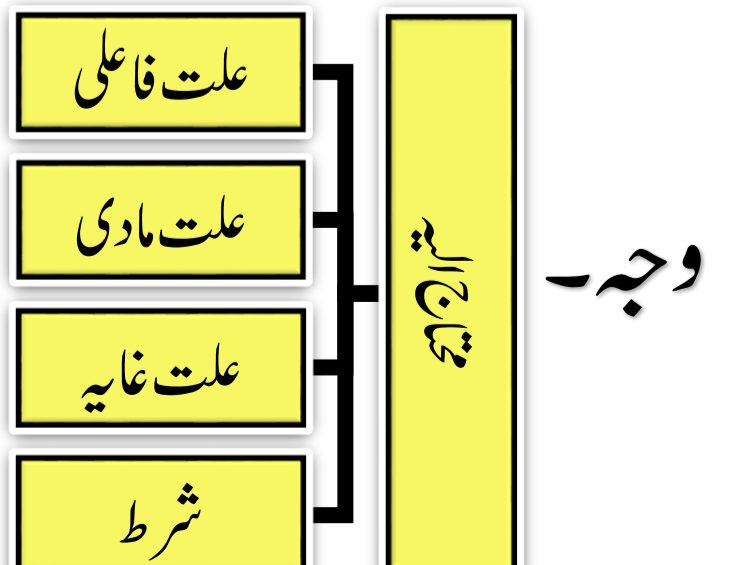 وجہ ۔
محتاج الیہ
علت فاعلی
علت مادی
علت غایہ
شرط